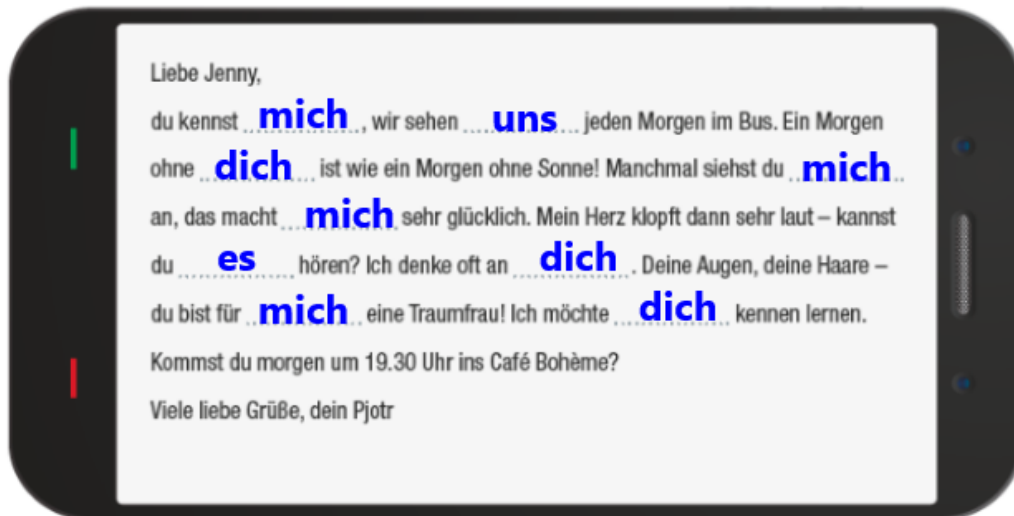 Liebe Jenny,
du kennst mich, wir sehen uns jeden Morgen im Bus. Ein Morgen
ohne dich ist wie ein Morgen ohne Sonne! Manchmal siehst du mich
an, das macht mich sehr glücklich. Mein Herz klopft dann sehr laut – kannst
du es hören? Ich denke oft an dich. Deine Augen, deine Haare –
du bist für mich eine Traumfrau! Ich möchte dich kennen lernen.
Kommst du morgen um 19.30 Uhr ins Café Bohème?
Viele liebe Grüße, dein Pjotr